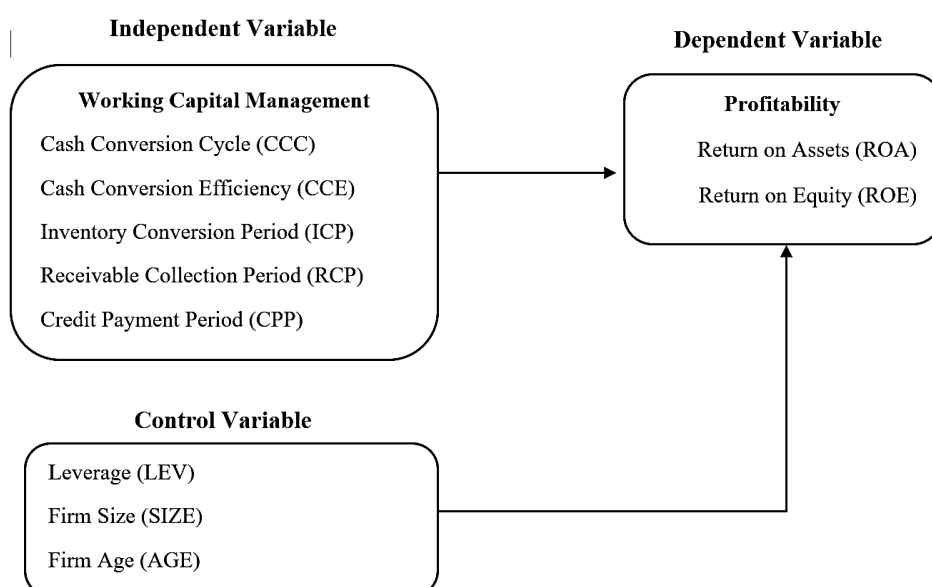 Independent Variable
Working Capital Management
Cash Conversion Cycle (CCC)
Cash Conversion Efficiency (CCE)
Inventory Conversion Period (ICP)
Receivable Collection Period (RCP)
Credit Payment Period (CPP)
Dependent Variable
Profitability
Return on Assets (ROA)
Return on Equity (ROE)
Control Variable
Leverage (LEV)
Firm Size (SIZE)
Firm Age (AGE)